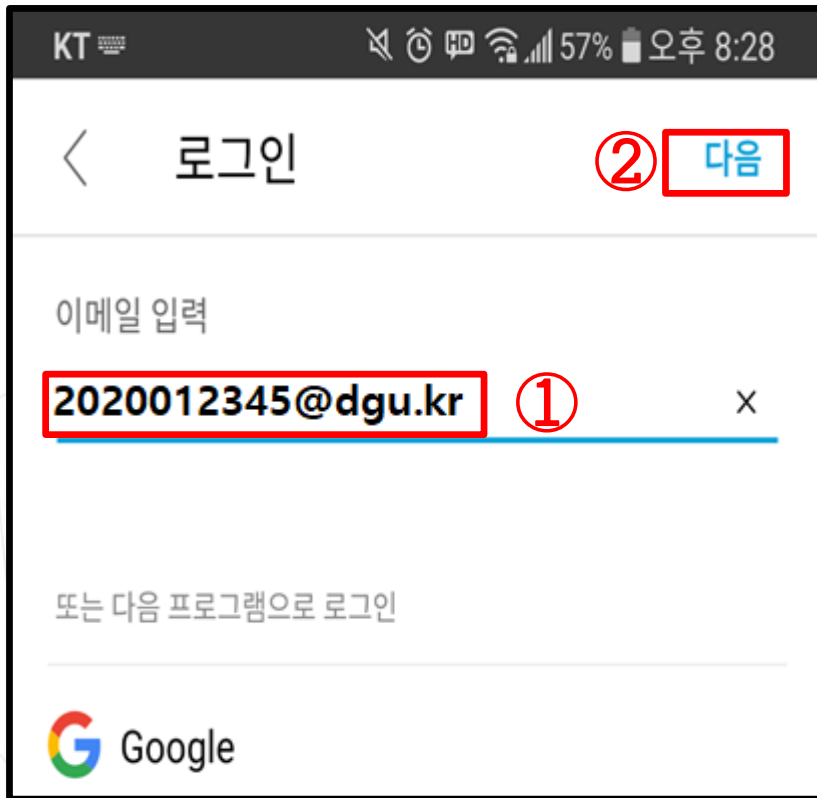 KT 57% 오후 8:28
로그인 ② 다음
이메일 입력
2020012345@dgu.kr ① ×
또는 다음 프로그램으로 로그인
Google